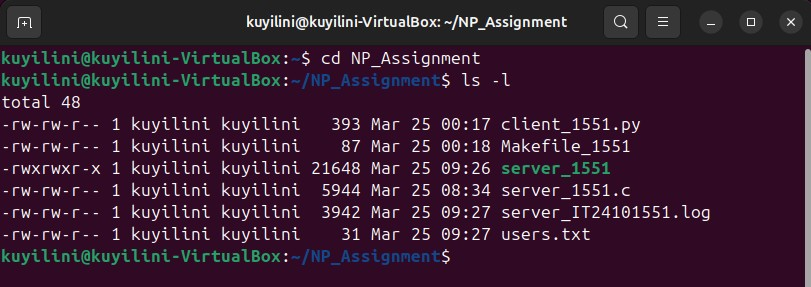 kuyilini@kuyilini-VirtualBox: ~/NP_Assignment
kuyilini@kuyilini-VirtualBox:~$ cd NP_Assignment
kuyilini@kuyilini-VirtualBox:~/NP_Assignment$ ls -l
total 48
-rw-rw-r-- 1 kuyilini kuyilini   393 Mar 25 00:17 client_1551.py
-rw-rw-r-- 1 kuyilini kuyilini    87 Mar 25 00:18 Makefile_1551
-rwxrwxr-x 1 kuyilini kuyilini 21648 Mar 25 09:26 server_1551
-rw-rw-r-- 1 kuyilini kuyilini  5944 Mar 25 08:34 server_1551.c
-rw-rw-r-- 1 kuyilini kuyilini  3942 Mar 25 09:27 server_IT24101551.log
-rw-rw-r-- 1 kuyilini kuyilini    31 Mar 25 09:27 users.txt
kuyilini@kuyilini-VirtualBox:~/NP_Assignment$